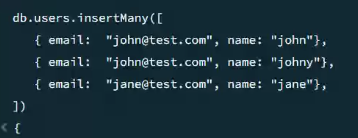 db.users.insertMany([
{ email: "john@test.com", name: "john"},
{ email: "john@test.com", name: "johny"},
{ email: "jane@test.com", name: "jane"},
])
< {